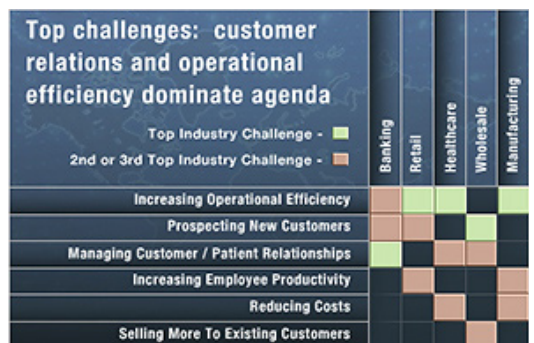 Top challenges:  customer
relations and operational
efficiency dominate agenda
Top Industry Challenge -
2nd or 3rd Top Industry Challenge -
Banking
Retail
Healthcare
Wholesale
Manufacturing
Increasing Operational Efficiency
Prospecting New Customers
Managing Customer / Patient Relationships
Increasing Employee Productivity
Reducing Costs
Selling More To Existing Customers